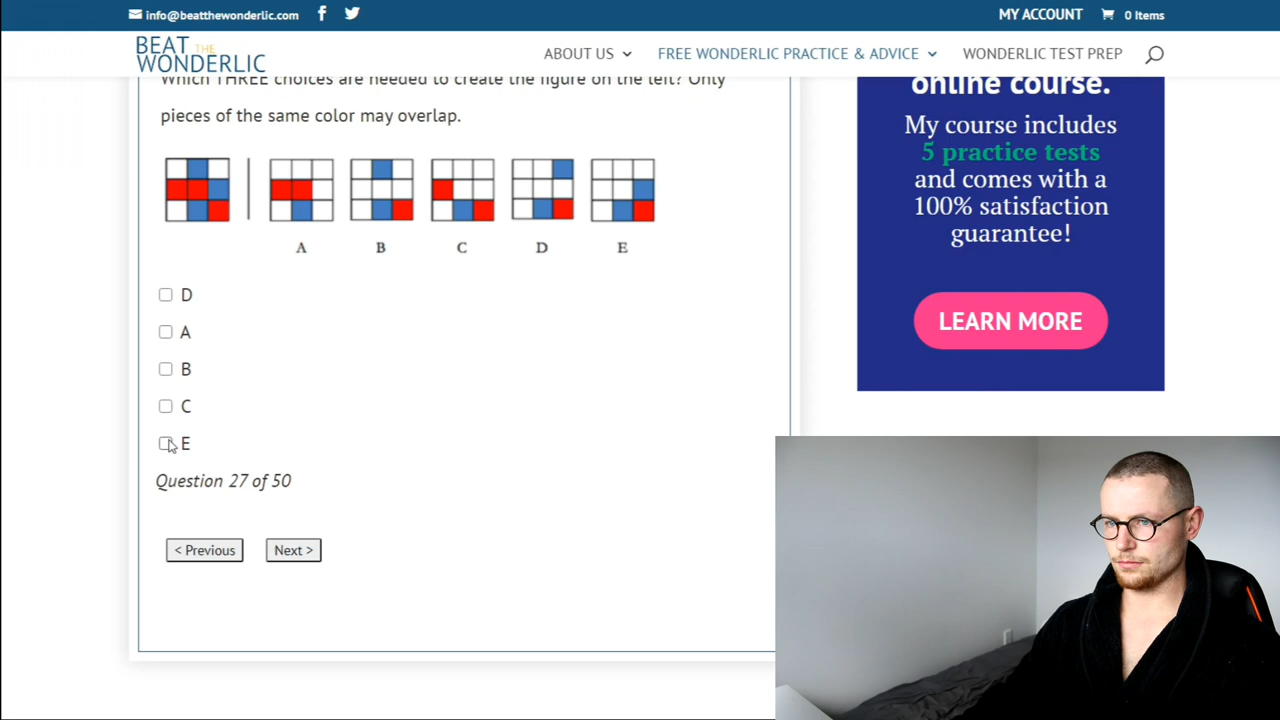 info@beatthewonderlic.com
MY ACCOUNT
0 Items
BEAT THE
WONDERLIC
ABOUT US
FREE WONDERLIC PRACTICE & ADVICE
WONDERLIC TEST PREP
Which THREE choices are needed to create the figure on the left? Only
pieces of the same color may overlap.
A B C D E
D
A
B
C
E
Question 27 of 50
< Previous
Next >
online course.
My course includes
5 practice tests
and comes with a
100% satisfaction
guarantee!
LEARN MORE